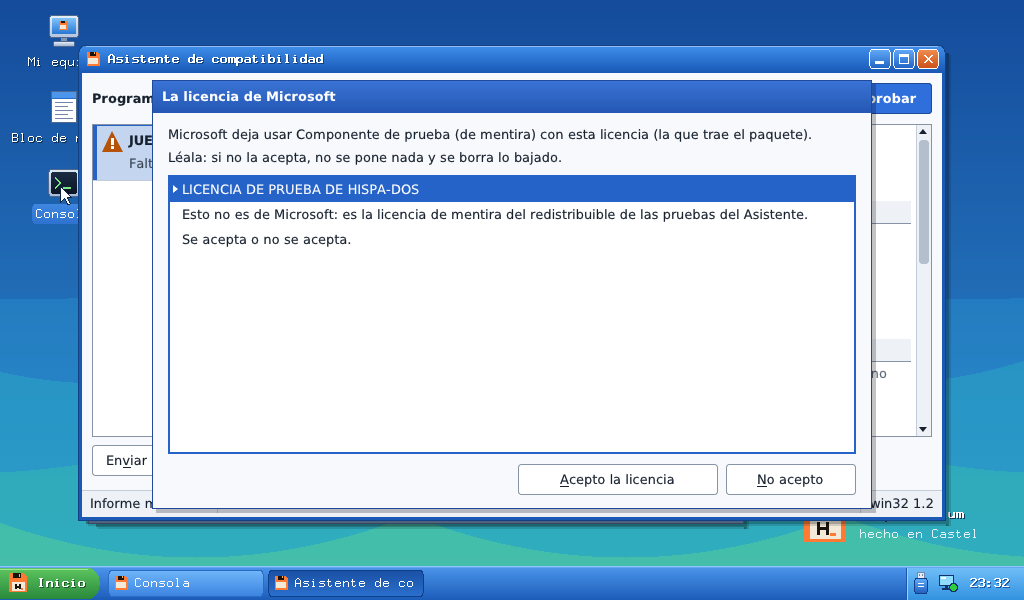 Mi equi
Asistente de compatibilidad
Program
probar
La licencia de Microsoft
Microsoft deja usar Componente de prueba (de mentira) con esta licencia (la que trae el paquete).
Léala: si no la acepta, no se pone nada y se borra lo bajado.
Bloc de n
JUE
Falt
LICENCIA DE PRUEBA DE HISPA-DOS
Esto no es de Microsoft: es la licencia de mentira del redistribuible de las pruebas del Asistente.
Se acepta o no se acepta.
Consol
no
Enviar
Acepto la licencia
No acepto
Informe n
win32 1.2
um
H
hecho en Castel
Inicio
Consola
Asistente de co
23:32